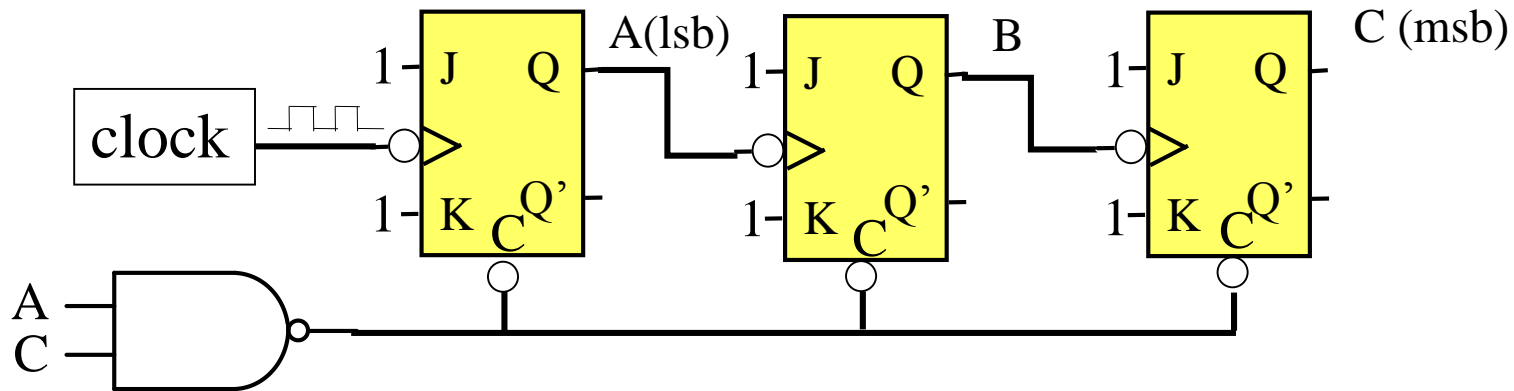 A(lsb) B C (msb)
1 J Q 1 J Q 1 J Q
clock
1 K Q’ 1 K Q’ 1 K Q’
C C C
A
C